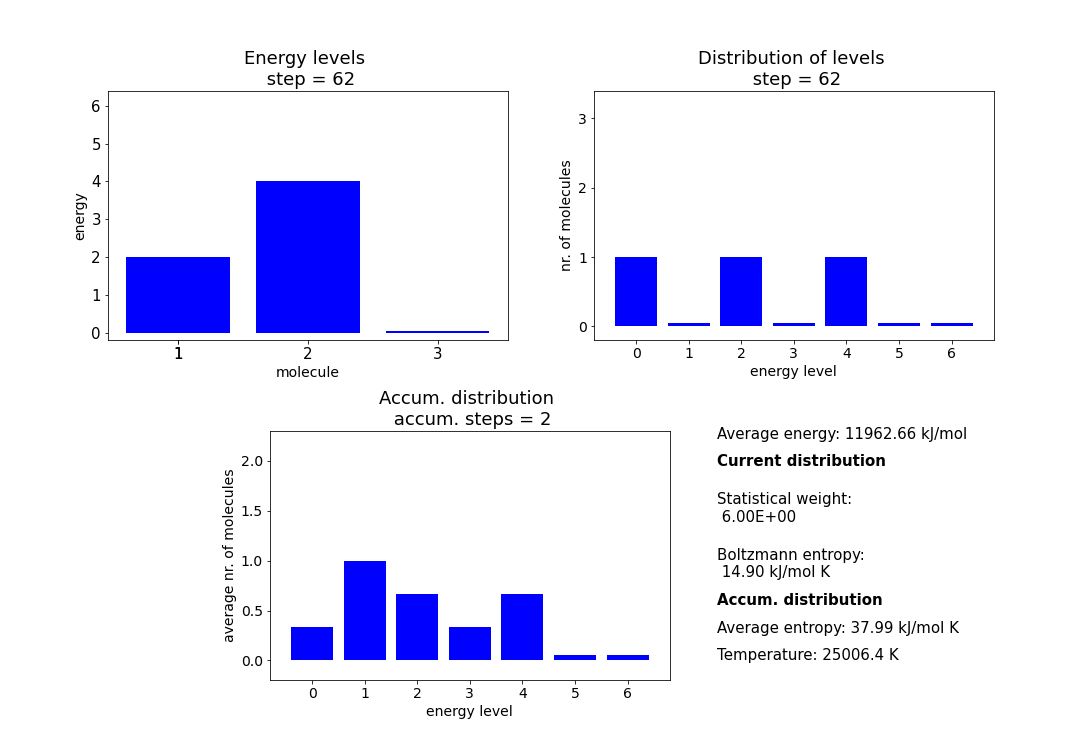 Energy levels
step = 62
6
5
4
3
2
1
0
energy
1 2 3
molecule
Distribution of levels
step = 62
3
2
1
0
nr. of molecules
0 1 2 3 4 5 6
energy level
Accum. distribution
accum. steps = 2
2.0
1.5
1.0
0.5
0.0
average nr. of molecules
0 1 2 3 4 5 6
energy level
Average energy: 11962.66 kJ/mol
Current distribution
Statistical weight:
6.00E+00
Boltzmann entropy:
14.90 kJ/mol K
Accum. distribution
Average entropy: 37.99 kJ/mol K
Temperature: 25006.4 K